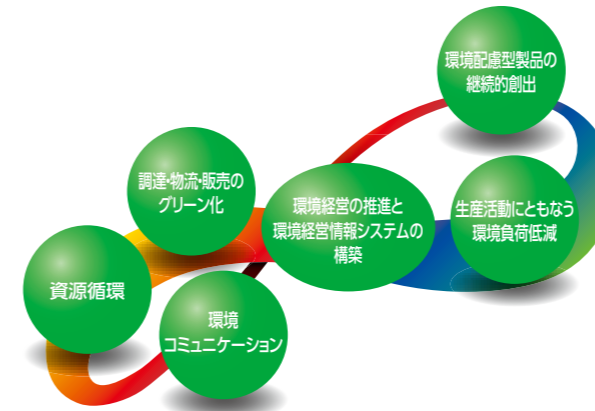 環境配慮型製品の
継続的創出
調達・物流・販売の
グリーン化
環境経営の推進と
環境経営情報システムの
構築
生産活動にともなう
環境負荷低減
資源循環
環境
コミュニケーション